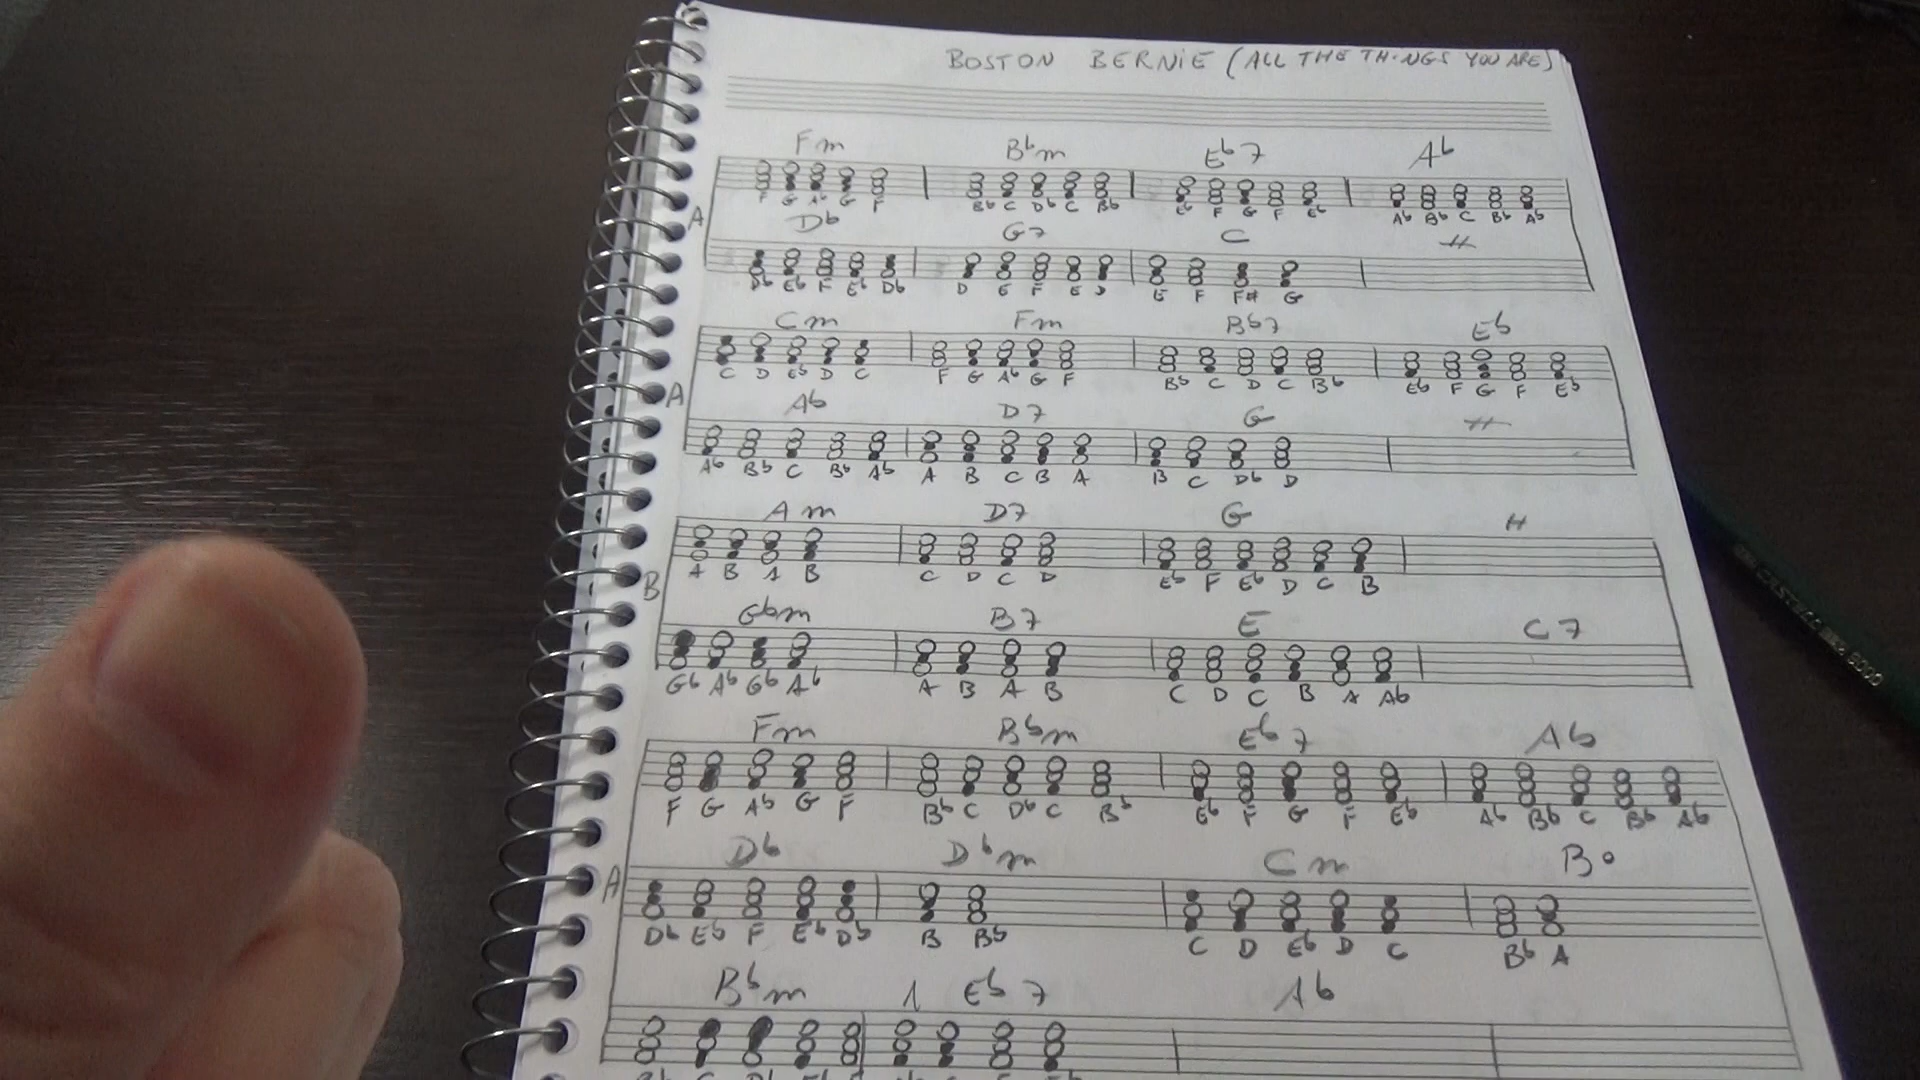 BOSTON BERNIE (ALL THE THINGS YOU ARE)
Fm Bbm Eb7 Ab
F G Ab G F Bb C Db C Bb Eb F G F Eb Ab Bb C Bb Ab
A
Db G7 C
Db Eb F Eb Db D E F E D E F F# G
Cm Fm Bb7 Eb
C D Eb D C F G Ab G F Bb C D C Bb Eb F G F Eb
A
Ab D7 G
Ab Bb C Bb Ab A B C B A B C Db D
Am D7 G
A B A B C D C D Eb F Eb D C B
B
Gbm B7 E C7
Gb Ab Gb Ab A B A B C D C B A Ab
Fm Bbm Eb7 Ab
F G Ab G F Bb C Db C Bb Eb F G F Eb Ab Bb C Bb Ab
A
Db Dbm Cm Bo
Db Eb F Eb Db B Bb C D Eb D C Bb A
Bbm Eb7 Ab
CASTELL 9000